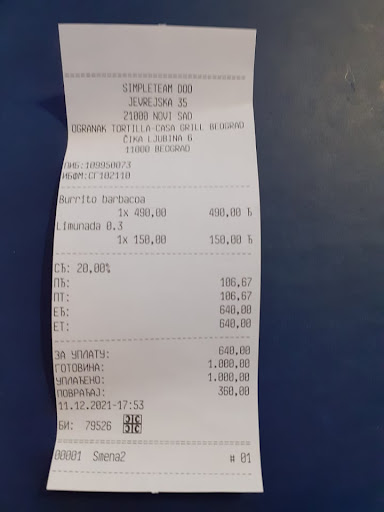 SIMPLETEAM DOO
JEVREJSKA 35
21000 NOVI SAD
OGRANAK TORTILLA-CASA GRILL BEOGRAD
ČIKA LJUBINA 6
11000 BEOGRAD
ПИБ:109950073
ИБФМ:СГ102110
Burrito barbacoa
1x 490,00 490,00 Ђ
Limunada 0.3
1x 150,00 150,00 Ђ
СЂ: 20,00%
ПЂ: 106,67
ПТ: 106,67
ЕЂ: 640,00
ЕТ: 640,00
ЗА УПЛАТУ: 640,00
ГОТОВИНА: 1.000,00
УПЛАЋЕНО: 1.000,00
ПОВРАЋАЈ: 360,00
11.12.2021-17:53
БИ: 79526
00001 Smena2 # 01